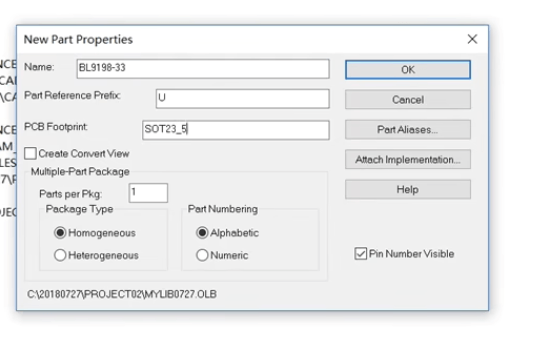 New Part Properties
NCE
Name: BL9198-33
OK
CAI
\CA
Part Reference Prefix: U
Cancel
NCE
PCB Footprint: SOT23_5
Part Aliases...
AM_
LES
Create Convert View
Attach Implementation...
Multiple-Part Package
7\P
Parts per Pkg: 1
Help
Package Type Part Numbering
OJEC
Homogeneous Alphabetic
Heterogeneous Numeric
Pin Number Visible
C:\20180727\PROJECT02\MYLIB0727.OLB